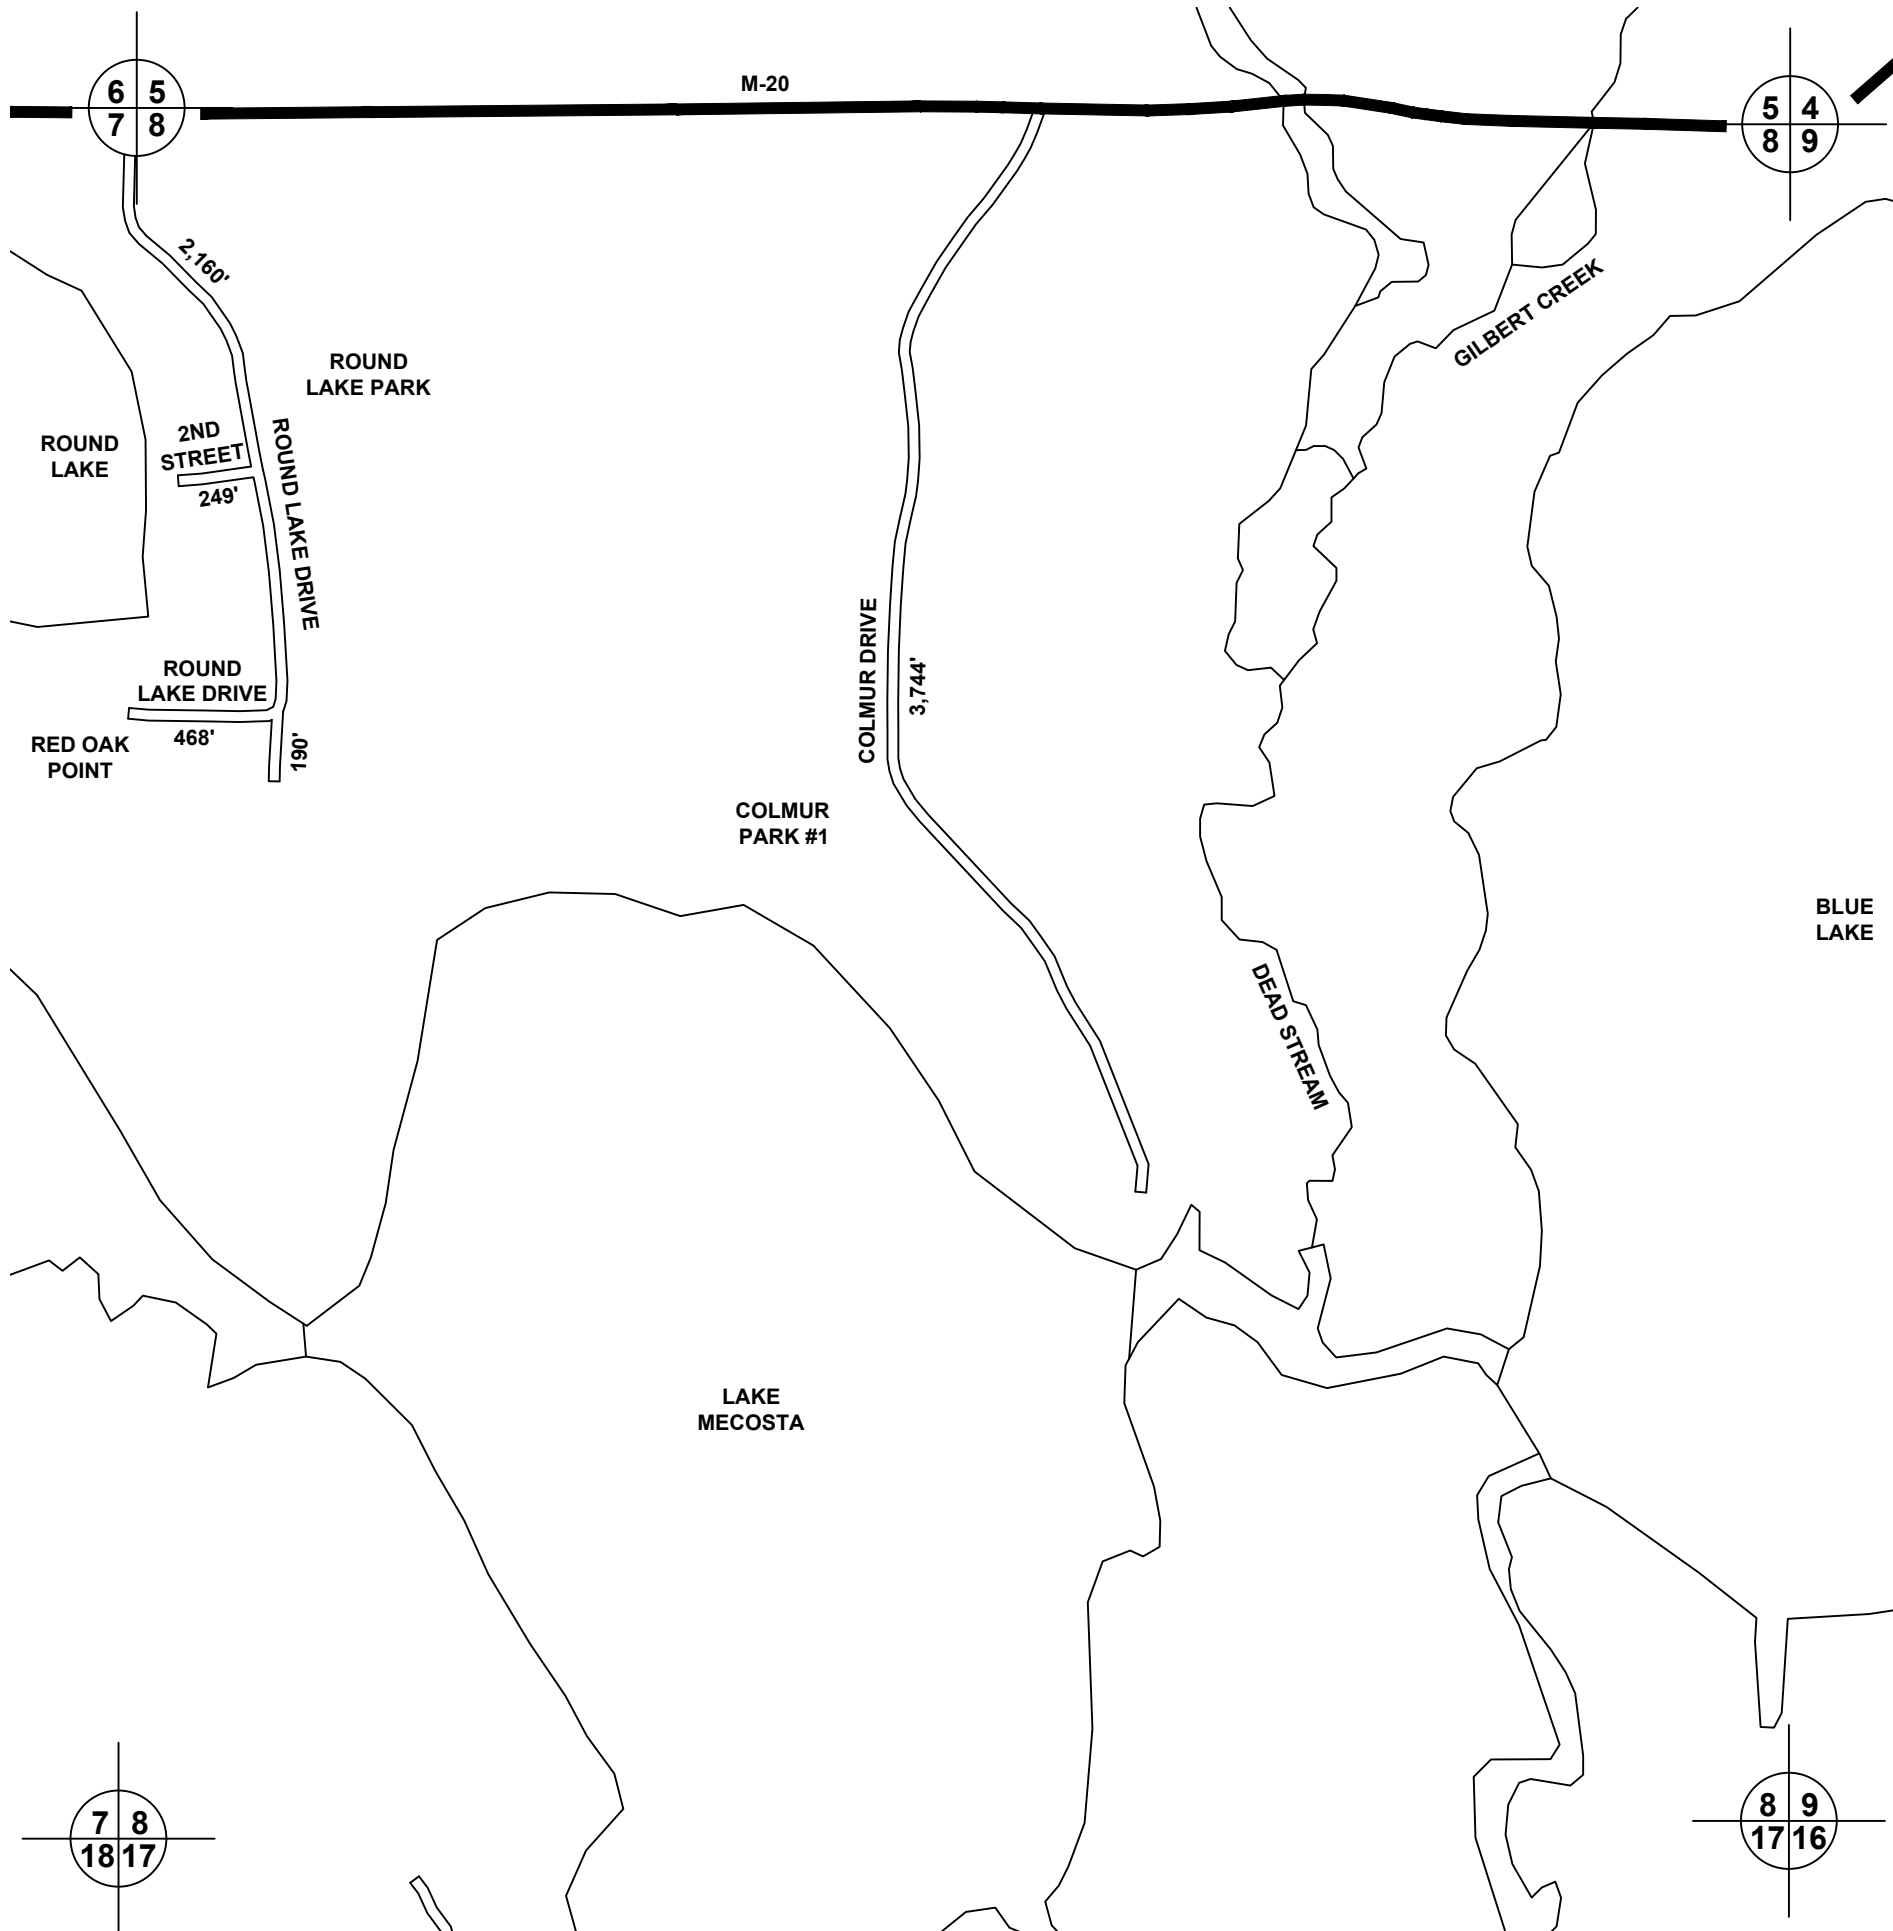 M-20
6 5
7 8
5 4
8 9
2,160'
GILBERT CREEK
ROUND
LAKE PARK
ROUND
LAKE
2ND
STREET
249'
ROUND LAKE DRIVE
ROUND
LAKE DRIVE
468'
190'
RED OAK
POINT
COLMUR DRIVE
3,744'
COLMUR
PARK #1
BLUE
LAKE
DEAD STREAM
LAKE
MECOSTA
7 8
18 17
8 9
17 16